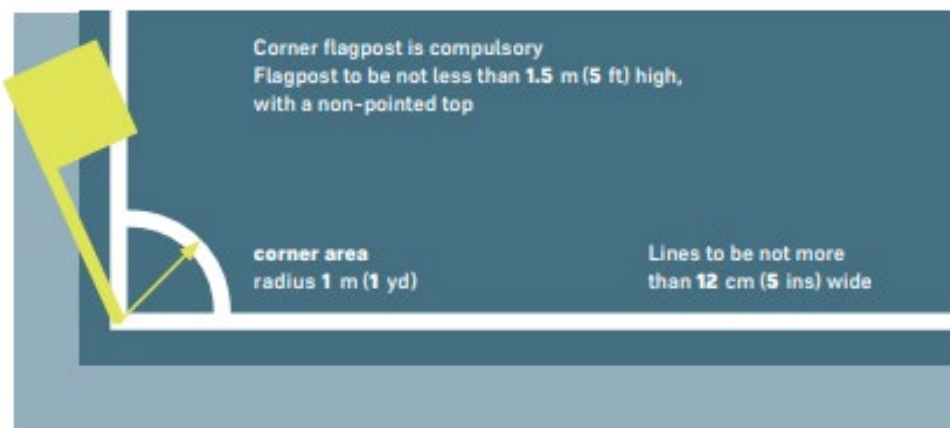 Corner flagpost is compulsory
Flagpost to be not less than 1.5 m (5 ft) high,
with a non-pointed top
corner area
radius 1 m (1 yd)
Lines to be not more
than 12 cm (5 ins) wide